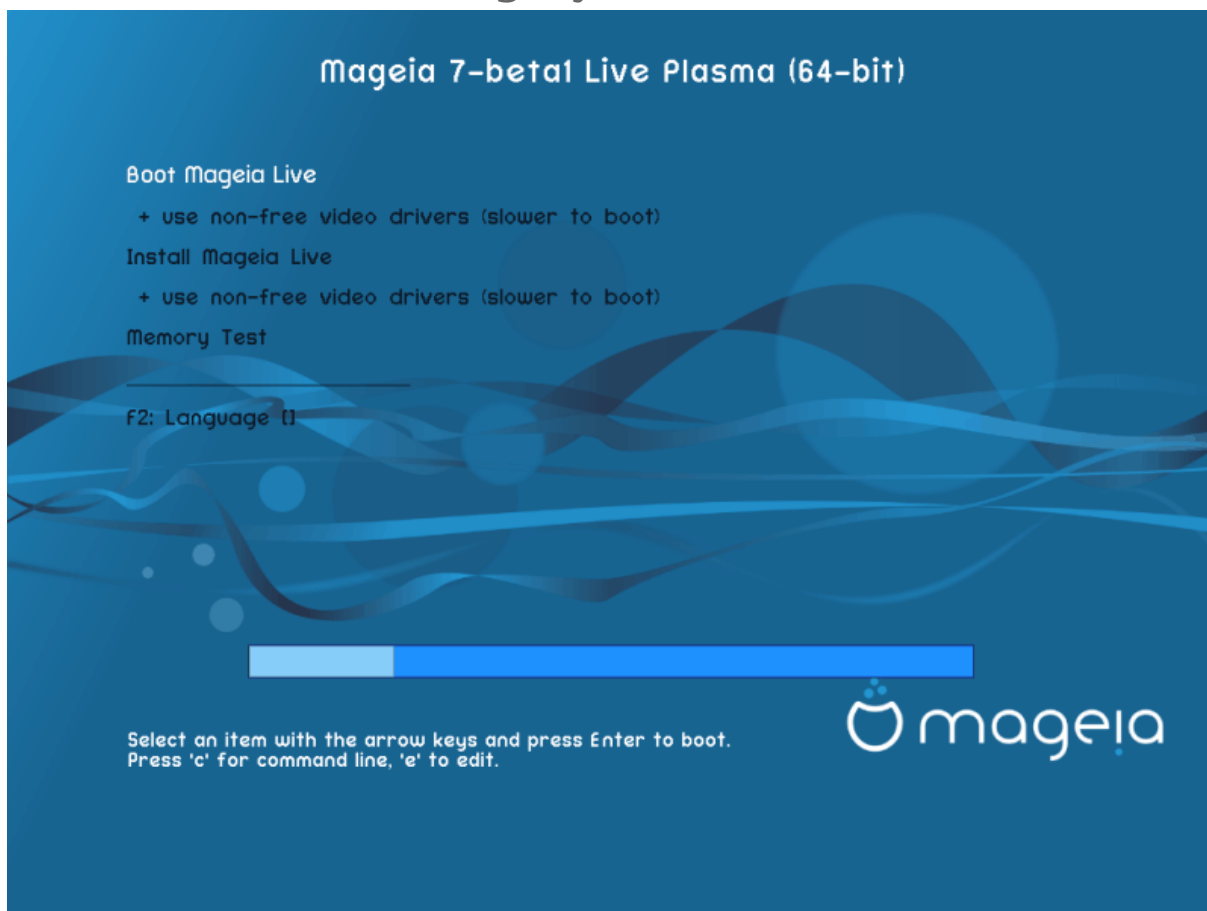 Mageia 7-beta1 Live Plasma (64-bit)
Boot Mageia Live
+ use non-free video drivers (slower to boot)
Install Mageia Live
+ use non-free video drivers (slower to boot)
Memory Test
F2: Language []
mageia
Select an item with the arrow keys and press Enter to boot.
Press 'c' for command line, 'e' to edit.